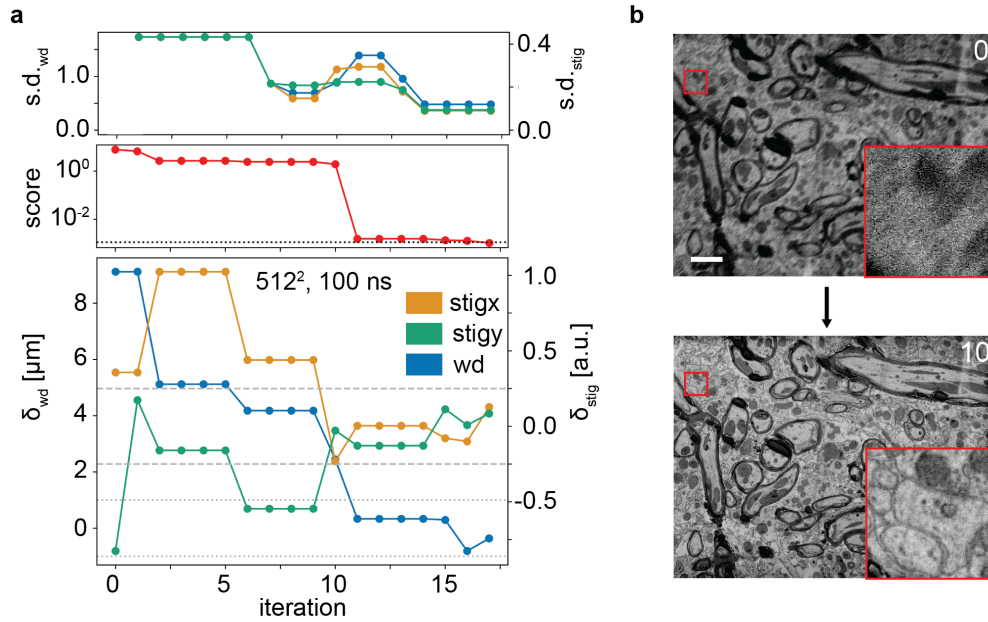 a
b
s.d.wd
1.0
0.0
0.4
0.0
s.d.stig
score
10⁰
10⁻²
512², 100 ns
stigx
stigy
wd
δwd [µm]
8
6
4
2
0
1.0
0.5
0.0
-0.5
δstig [a.u.]
0
5
10
15
iteration
0
10